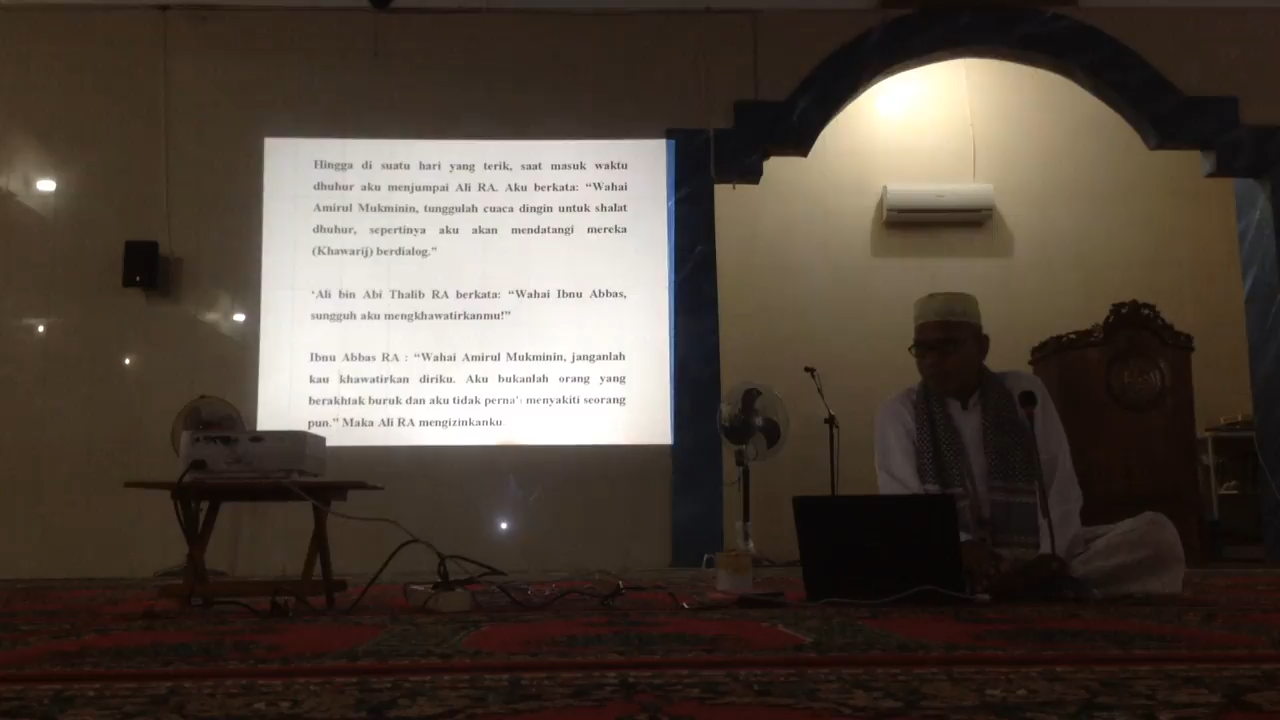 Hingga di suatu hari yang terik, saat masuk waktu
dhuhur aku menjumpai Ali RA. Aku berkata: “Wahai
Amirul Mukminin, tunggulah cuaca dingin untuk shalat
dhuhur, sepertinya aku akan mendatangi mereka
(Khawarij) berdialog.”
‘Ali bin Abi Thalib RA berkata: “Wahai Ibnu Abbas,
sungguh aku mengkhawatirkanmu!”
Ibnu Abbas RA : “Wahai Amirul Mukminin, janganlah
kau khawatirkan diriku. Aku bukanlah orang yang
berakhlak buruk dan aku tidak menyakiti seorang
pun.” Maka Ali RA mengizinkanku.